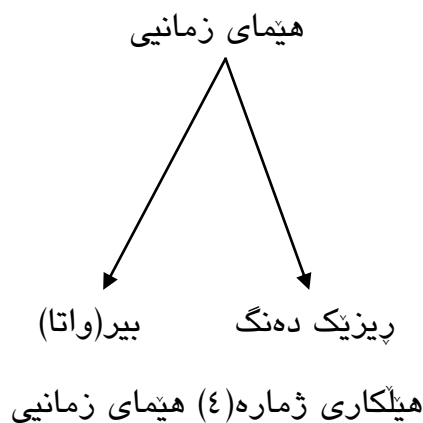 هێمای زمانیی
ڕیزێک دەنگ
بیر(واتا)
هێڵکاری ژمارە(٤) هێمای زمانیی